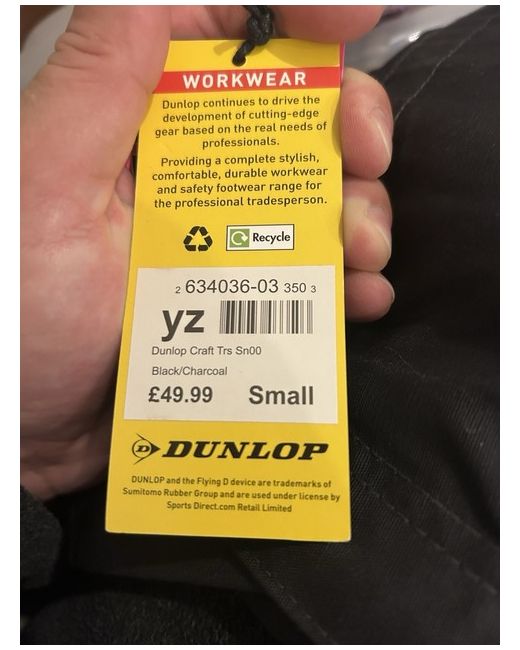 WORKWEAR
Dunlop continues to drive the
development of cutting-edge
gear based on the real needs of
professionals.
Providing a complete stylish,
comfortable, durable workwear
and safety footwear range for
the professional tradesperson.
Recycle
2 634036-03 350 3
yz
Dunlop Craft Trs Sn00
Black/Charcoal
£49.99 Small
D DUNLOP
DUNLOP and the Flying D device are trademarks of
Sumitomo Rubber Group and are used under license by
Sports Direct.com Retail Limited